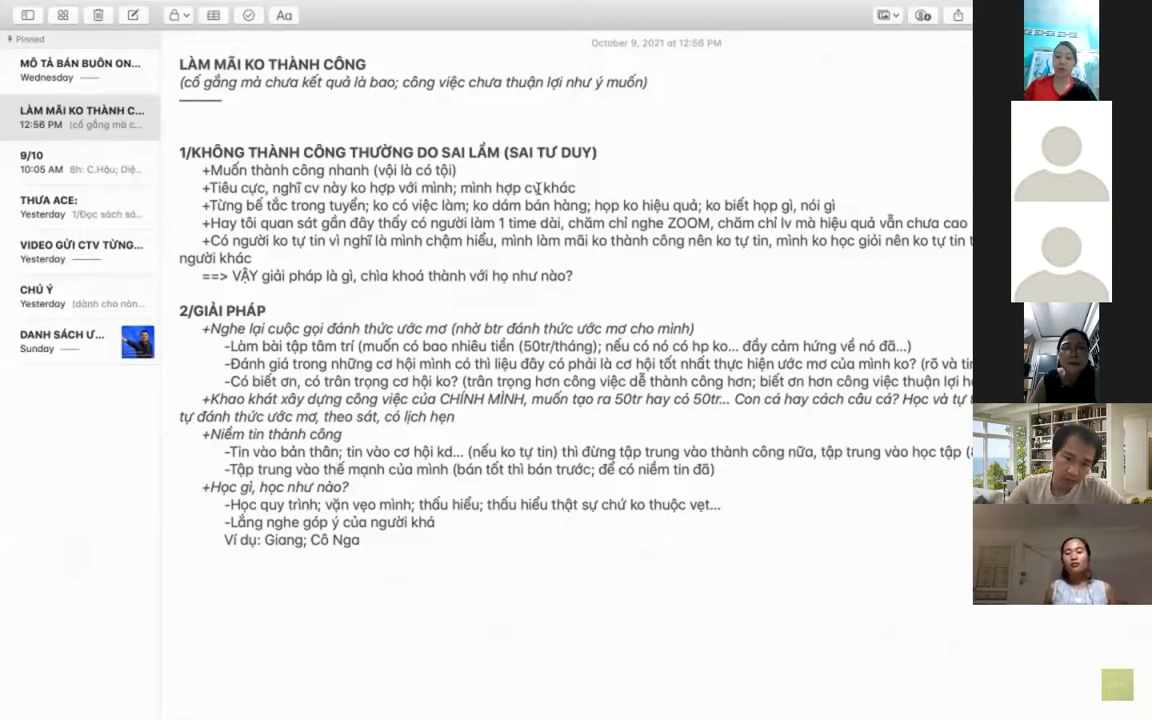 Aa
Pinned
MÔ TẢ BÁN BUÔN ON...
Wednesday
LÀM MÃI KO THÀNH C...
12:56 PM (cố gắng mà c...
9/10
10:05 AM 8h: C.Hậu; Diệ...
THƯA ACE:
Yesterday 1/Đọc sách sá...
VIDEO GỬI CTV TỪNG...
Yesterday
CHÚ Ý
Yesterday (dành cho nòn...
DANH SÁCH Ư...
Sunday
October 9, 2021 at 12:56 PM
LÀM MÃI KO THÀNH CÔNG
(cố gắng mà chưa kết quả là bao; công việc chưa thuận lợi như ý muốn)
1/KHÔNG THÀNH CÔNG THƯỜNG DO SAI LẦM (SAI TƯ DUY)
+Muốn thành công nhanh (vội là có tội)
+Tiêu cực, nghĩ cv này ko hợp với mình; mình hợp cv khác
+Từng bế tắc trong tuyển; ko có việc làm; ko dám bán hàng; họp ko hiệu quả; ko biết họp gì, nói gì
+Hay tôi quan sát gần đây thấy có người làm 1 time dài, chăm chỉ nghe ZOOM, chăm chỉ lv mà hiệu quả vẫn chưa cao
+Có người ko tự tin vì nghĩ là mình chậm hiểu, mình làm mãi ko thành công nên ko tự tin, mình ko học giỏi nên ko tự tin t
người khác
==> VẬY giải pháp là gì, chìa khoá thành với họ như nào?
2/GIẢI PHÁP
+Nghe lại cuộc gọi đánh thức ước mơ (nhờ btr đánh thức ước mơ cho mình)
-Làm bài tập tâm trí (muốn có bao nhiêu tiền (50tr/tháng); nếu có nó có hp ko... đầy cảm hứng về nó đã...)
-Đánh giá trong những cơ hội mình có thì liệu đây có phải là cơ hội tốt nhất thực hiện ước mơ của mình ko? (rõ và tin
-Có biết ơn, có trân trọng cơ hội ko? (trân trọng hơn công việc dễ thành công hơn; biết ơn hơn công việc thuận lợi h
+Khao khát xây dựng công việc của CHÍNH MÌNH, muốn tạo ra 50tr hay có 50tr... Con cá hay cách câu cá? Học và tự t
tự đánh thức ước mơ, theo sát, có lịch hẹn
+Niềm tin thành công
-Tin vào bản thân; tin vào cơ hội kd... (nếu ko tự tin) thì đừng tập trung vào thành công nữa, tập trung vào học tập (
-Tập trung vào thế mạnh của mình (bán tốt thì bán trước; để có niềm tin đã)
+Học gì, học như nào?
-Học quy trình; vặn vẹo mình; thấu hiểu; thấu hiểu thật sự chứ ko thuộc vẹt...
-Lắng nghe góp ý của người khá
Ví dụ: Giang; Cô Nga